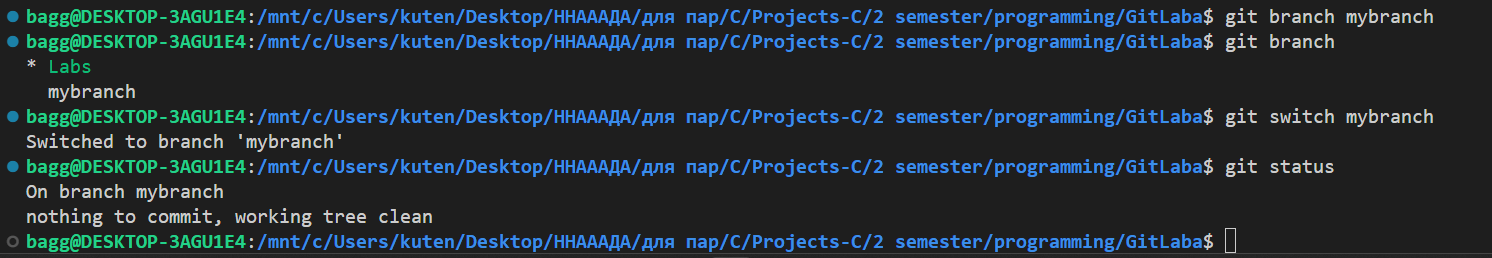 bagg@DESKTOP-3AGU1E4:/mnt/c/Users/kuten/Desktop/ННАААДА/для пар/C/Projects-C/2 semester/programming/GitLaba$ git branch mybranch
bagg@DESKTOP-3AGU1E4:/mnt/c/Users/kuten/Desktop/ННАААДА/для пар/C/Projects-C/2 semester/programming/GitLaba$ git branch
* Labs
  mybranch
bagg@DESKTOP-3AGU1E4:/mnt/c/Users/kuten/Desktop/ННАААДА/для пар/C/Projects-C/2 semester/programming/GitLaba$ git switch mybranch
Switched to branch 'mybranch'
bagg@DESKTOP-3AGU1E4:/mnt/c/Users/kuten/Desktop/ННАААДА/для пар/C/Projects-C/2 semester/programming/GitLaba$ git status
On branch mybranch
nothing to commit, working tree clean
bagg@DESKTOP-3AGU1E4:/mnt/c/Users/kuten/Desktop/ННАААДА/для пар/C/Projects-C/2 semester/programming/GitLaba$